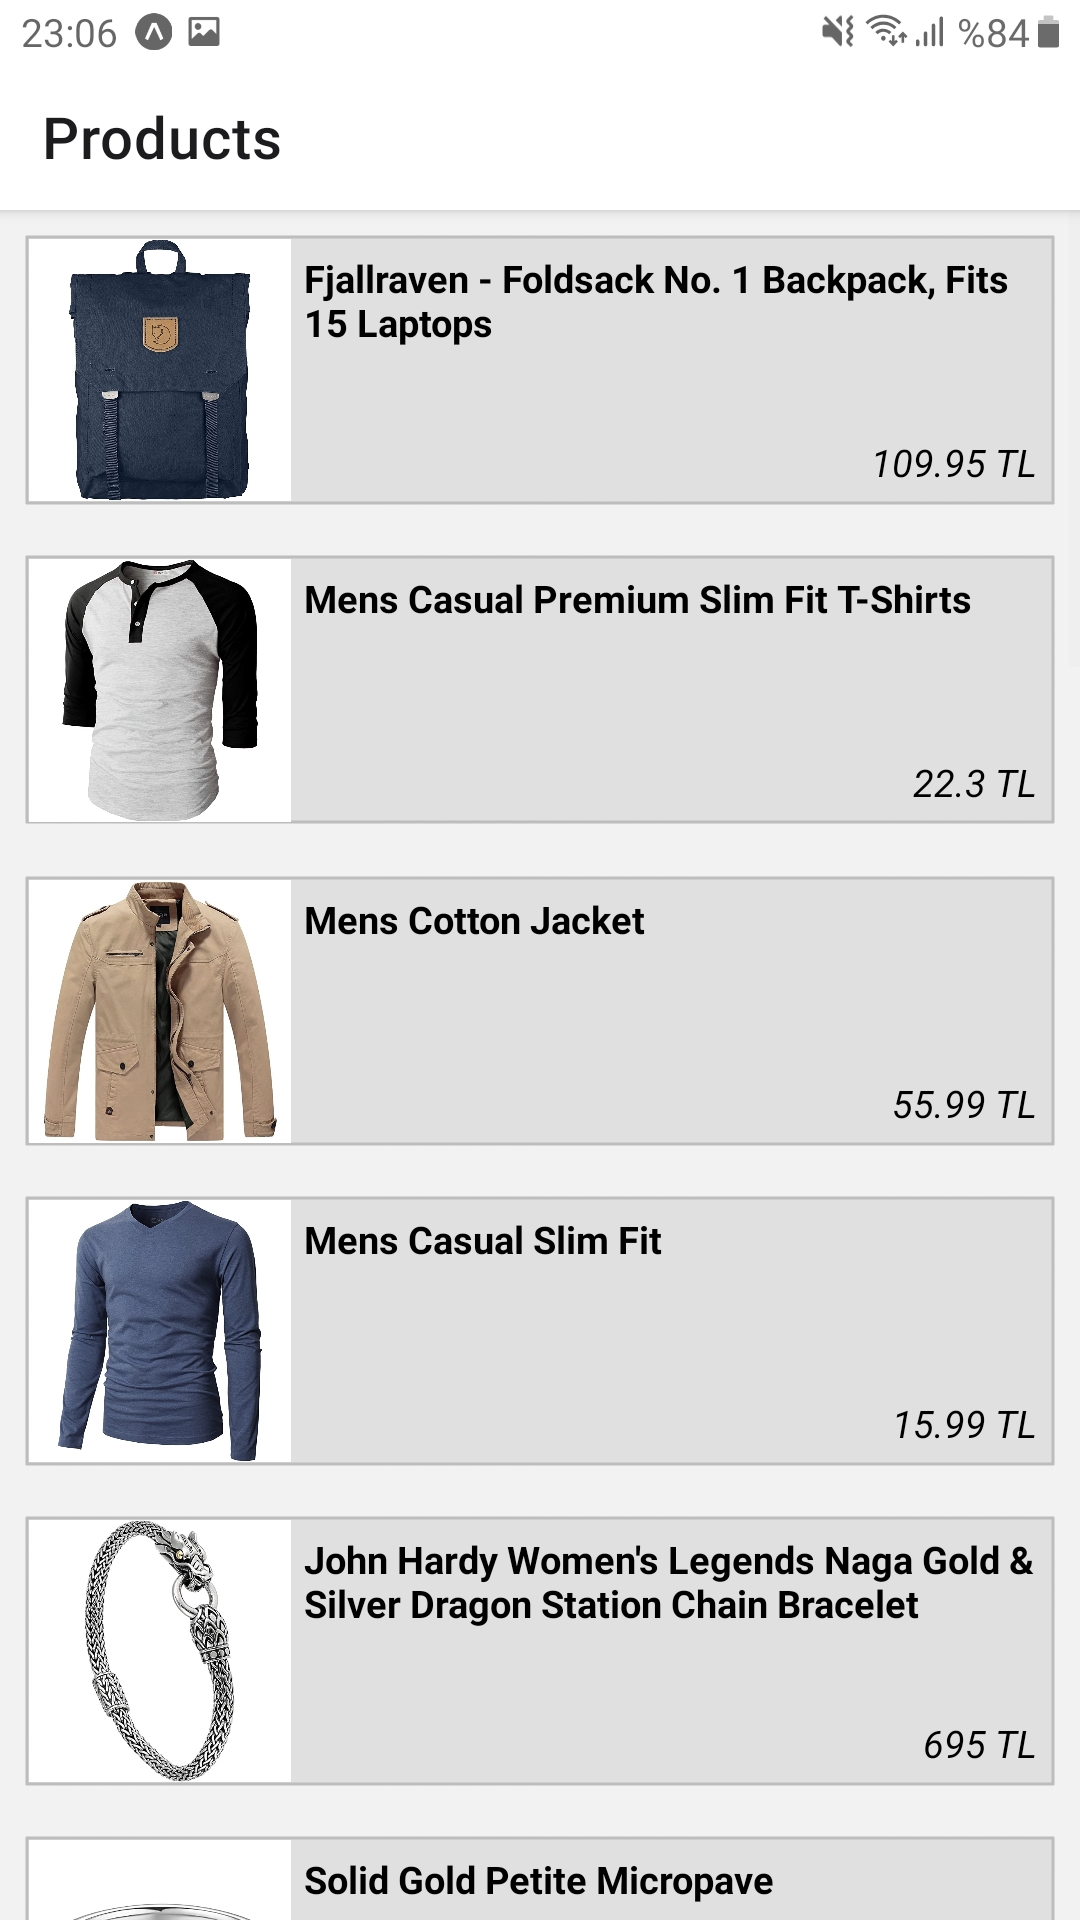 23:06 %84
Products
Fjallraven - Foldsack No. 1 Backpack, Fits
15 Laptops
109.95 TL
Mens Casual Premium Slim Fit T-Shirts
22.3 TL
Mens Cotton Jacket
55.99 TL
Mens Casual Slim Fit
15.99 TL
John Hardy Women's Legends Naga Gold &
Silver Dragon Station Chain Bracelet
695 TL
Solid Gold Petite Micropave